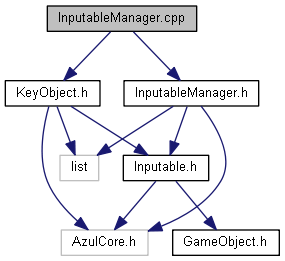 InputableManager.cpp
KeyObject.h
InputableManager.h
list
Inputable.h
AzulCore.h
GameObject.h